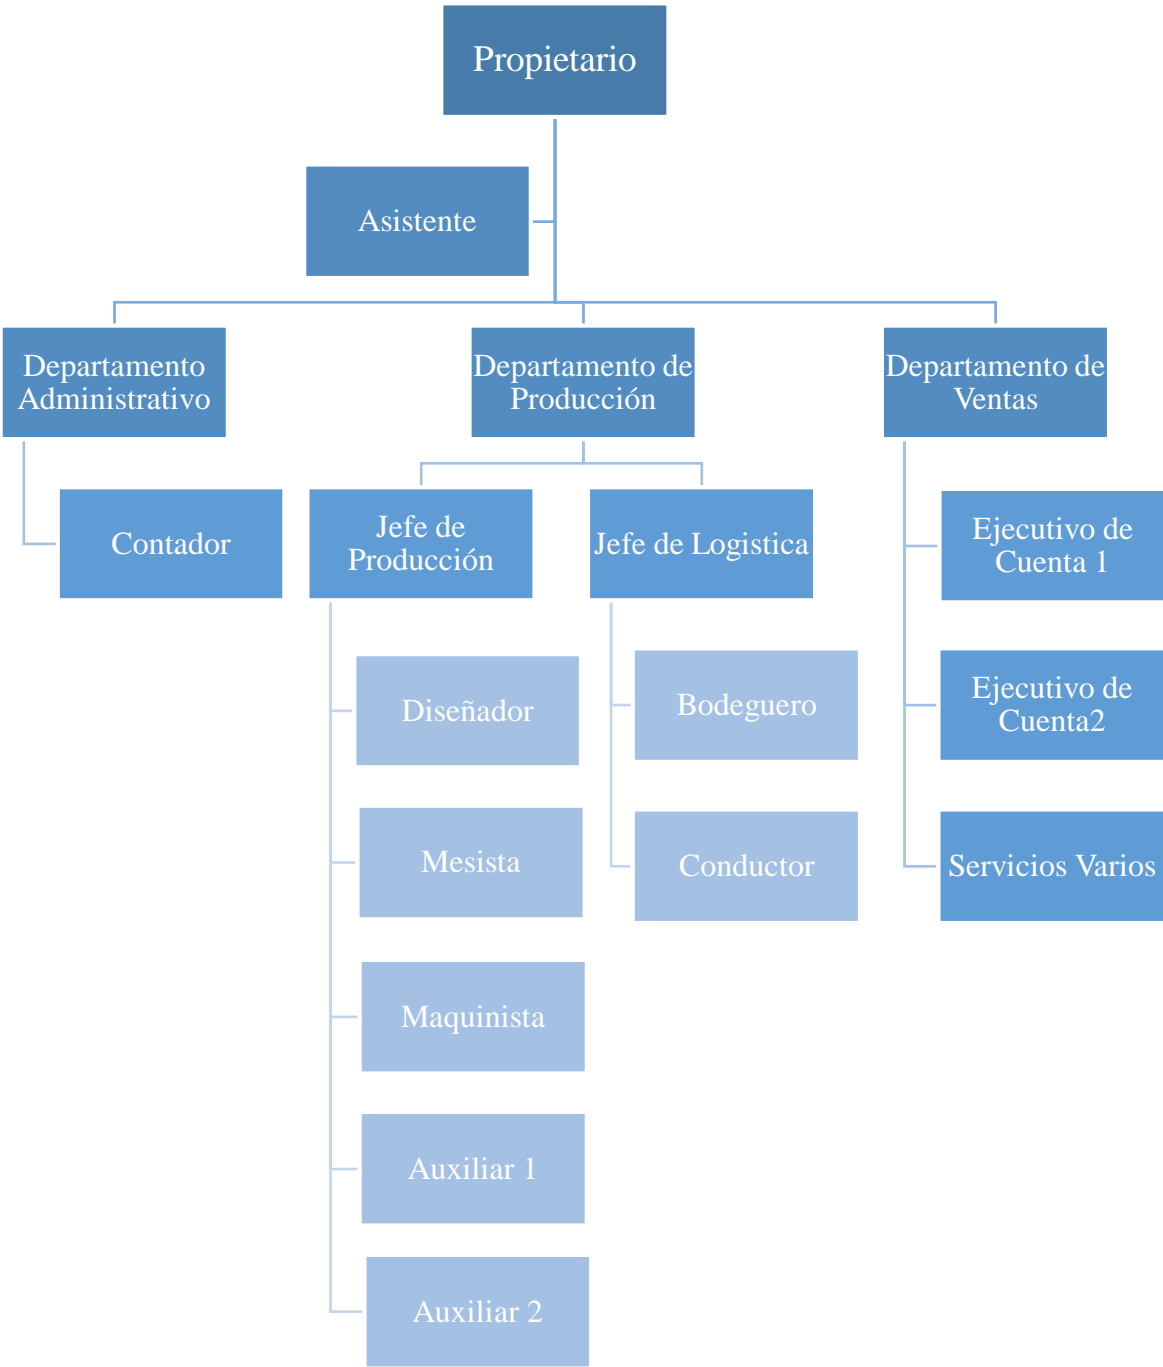 Propietario
Asistente
Departamento
Administrativo
Departamento de
Producción
Departamento de
Ventas
Contador
Jefe de
Producción
Jefe de Logistica
Ejecutivo de
Cuenta 1
Diseñador
Bodeguero
Ejecutivo de
Cuenta2
Mesista
Conductor
Servicios Varios
Maquinista
Auxiliar 1
Auxiliar 2